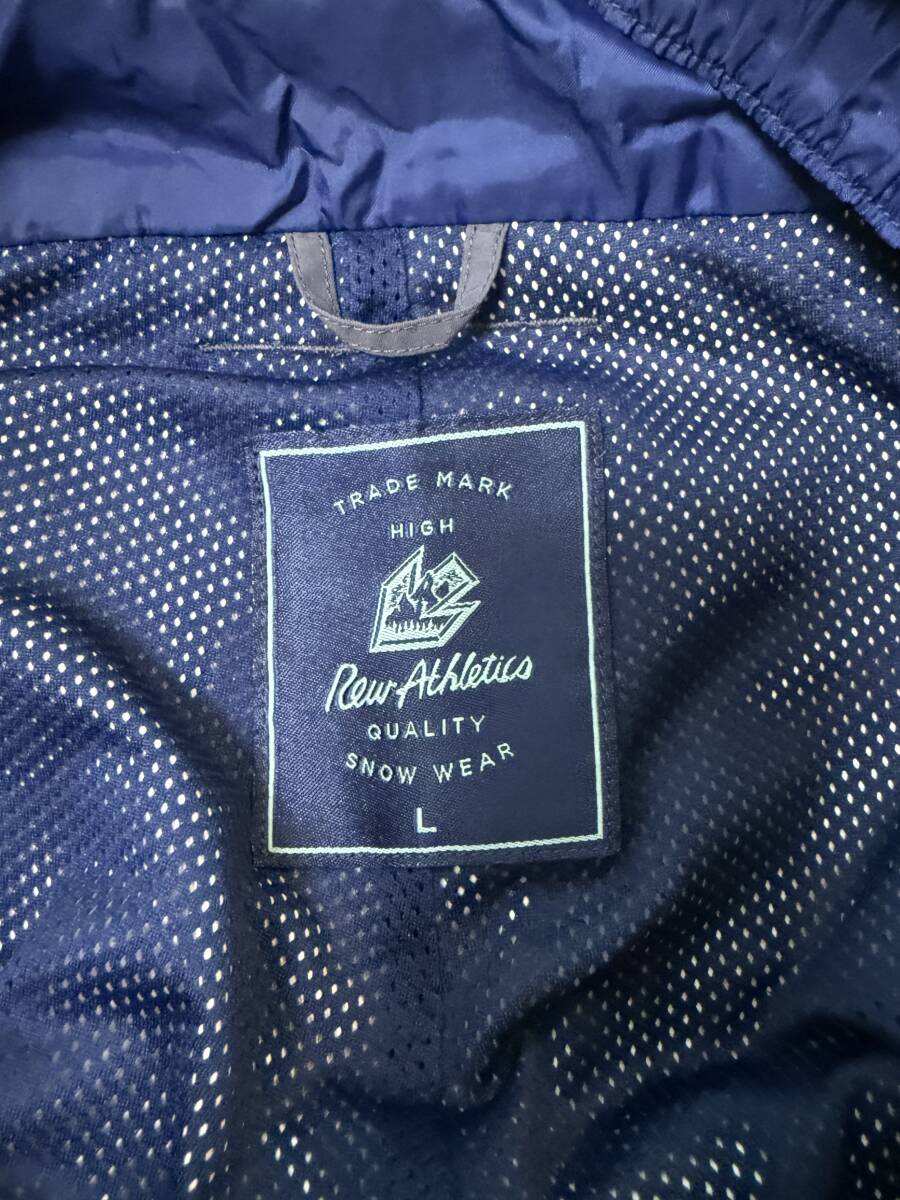 TRADE MARK
HIGH
Rew Athletics
QUALITY
SNOW WEAR
L